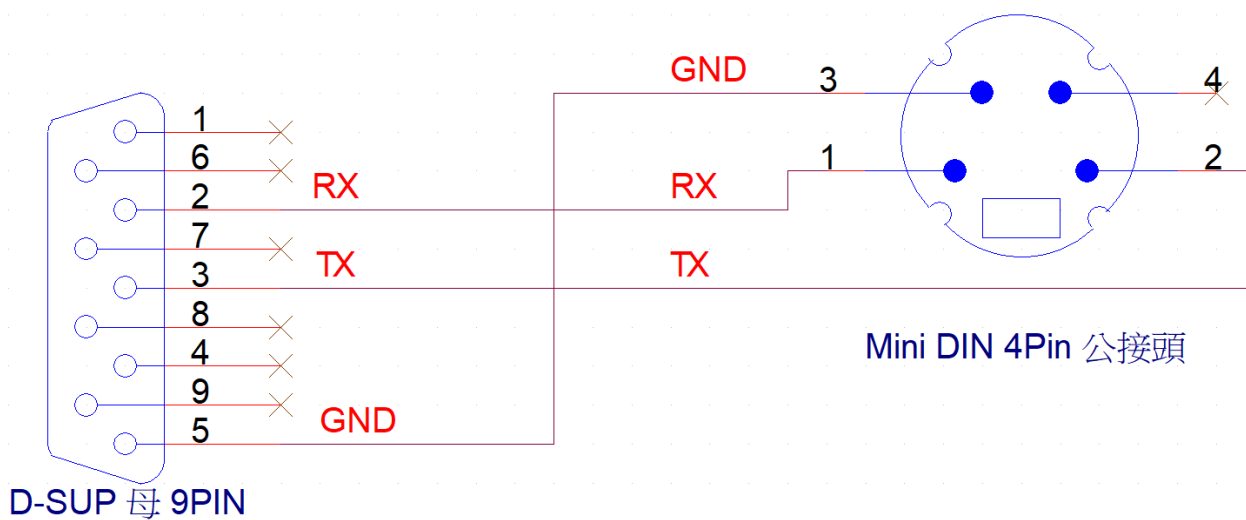 GND 3 4
1
6 1 2
RX RX
2
7
TX TX
3
8
Mini DIN 4Pin 公接頭
4
9
GND
5
D-SUP 母 9PIN